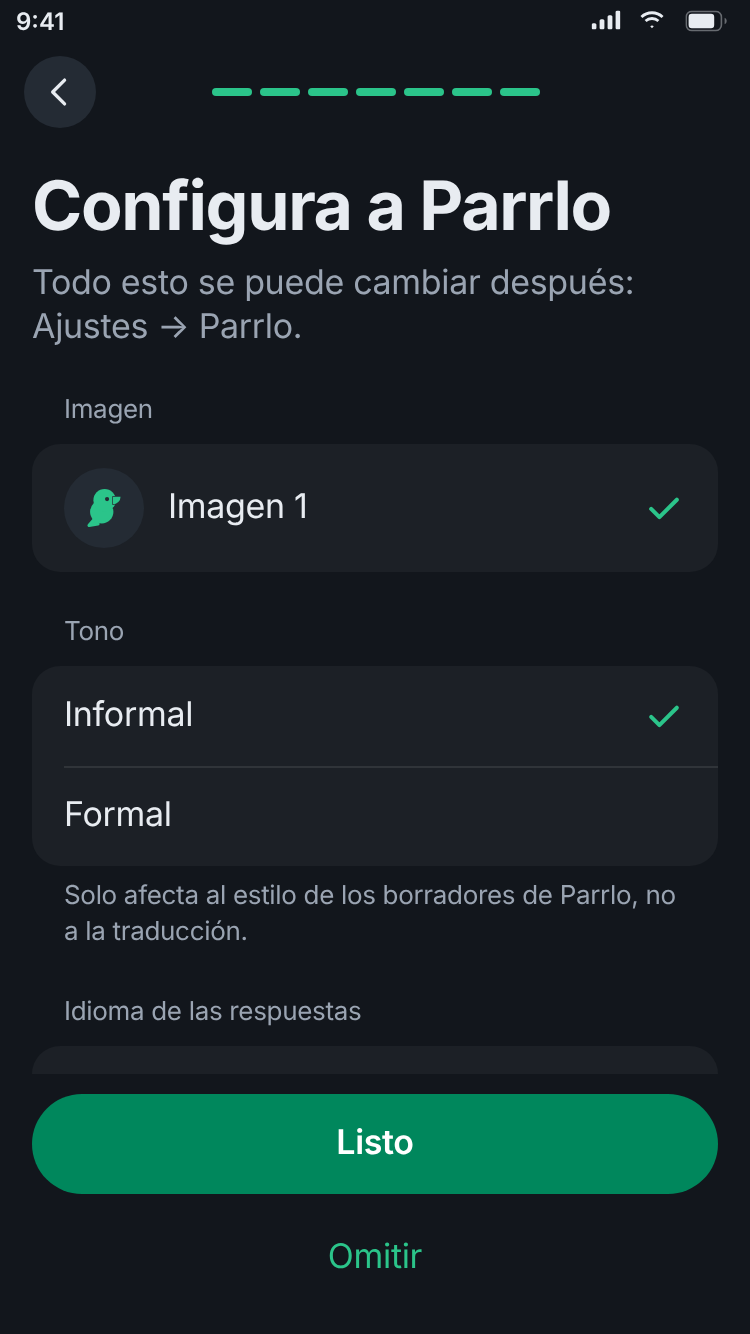 9:41
Configura a Parrlo
Todo esto se puede cambiar después:
Ajustes → Parrlo.
Imagen
Imagen 1
Tono
Informal
Formal
Solo afecta al estilo de los borradores de Parrlo, no
a la traducción.
Idioma de las respuestas
Listo
Omitir